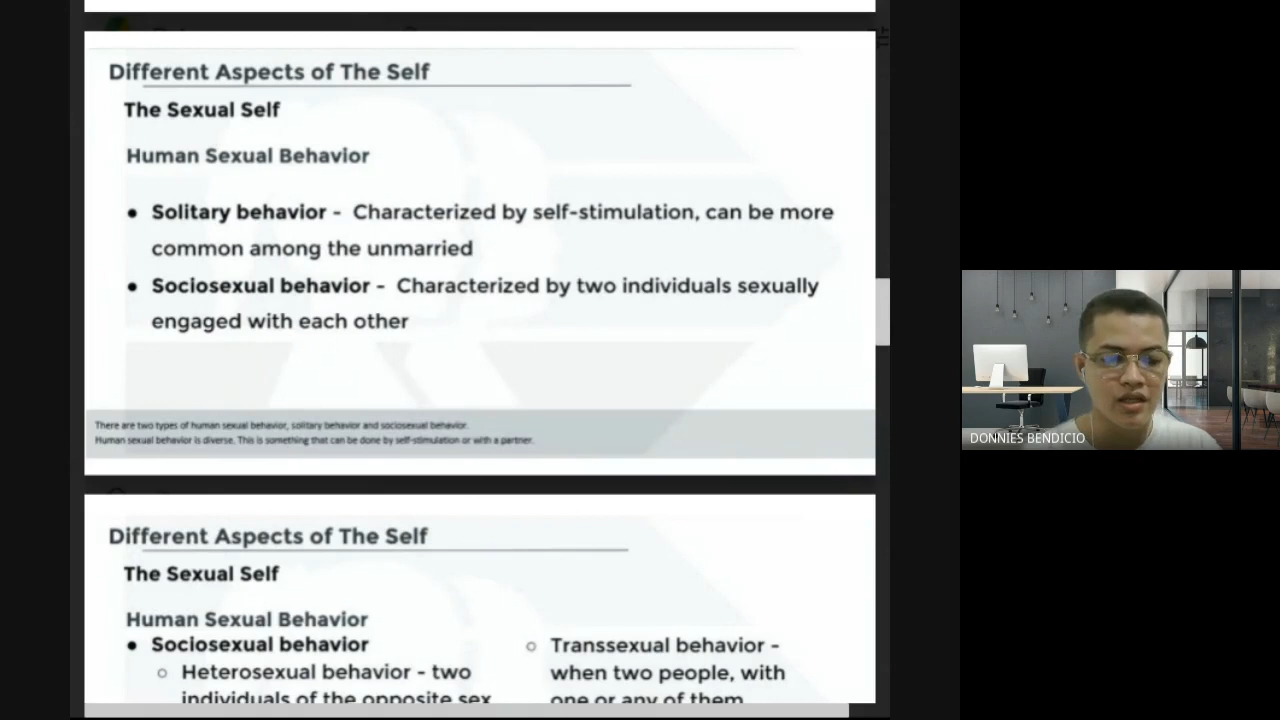 Different Aspects of The Self
The Sexual Self
Human Sexual Behavior
● Solitary behavior - Characterized by self-stimulation, can be more
common among the unmarried
● Sociosexual behavior - Characterized by two individuals sexually
engaged with each other
There are two types of human sexual behavior, solitary behavior and sociosexual behavior.
Human sexual behavior is diverse. This is something that can be done by self-stimulation or with a partner.
Different Aspects of The Self
The Sexual Self
Human Sexual Behavior
● Sociosexual behavior
○ Heterosexual behavior - two
individuals of the opposite sex
○ Transsexual behavior -
when two people, with
one or any of them
DONNIES BENDICIO